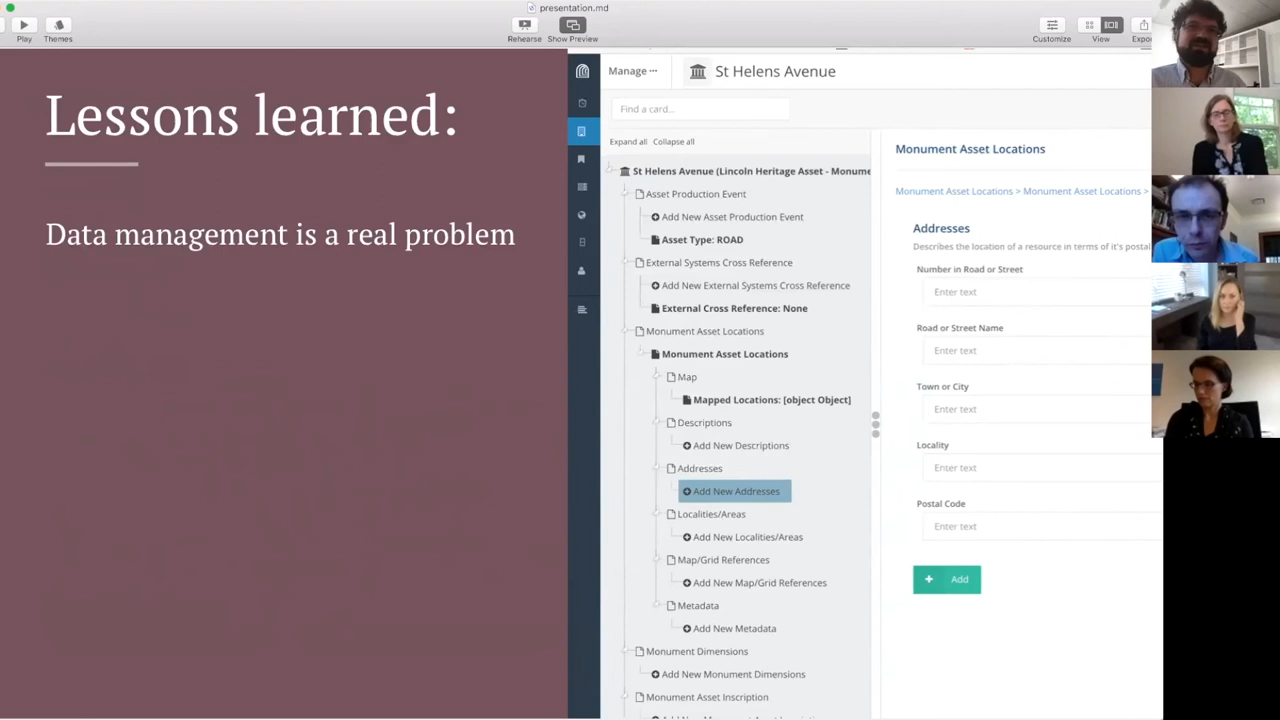 presentation.md
Play
Themes
Rehearse
Show Preview
Customize
View
Expo
Lessons learned:
Data management is a real problem
Manage
St Helens Avenue
Find a card...
Expand all
Collapse all
St Helens Avenue (Lincoln Heritage Asset - Monume
Asset Production Event
Add New Asset Production Event
Asset Type: ROAD
External Systems Cross Reference
Add New External Systems Cross Reference
External Cross Reference: None
Monument Asset Locations
Monument Asset Locations
Map
Mapped Locations: [object Object]
Descriptions
Add New Descriptions
Addresses
Add New Addresses
Localities/Areas
Add New Localities/Areas
Map/Grid References
Add New Map/Grid References
Metadata
Add New Metadata
Monument Dimensions
Add New Monument Dimensions
Monument Asset Inscription
Monument Asset Locations
Monument Asset Locations > Monument Asset Locations >
Addresses
Describes the location of a resource in terms of it's postal
Number in Road or Street
Enter text
Road or Street Name
Enter text
Town or City
Enter text
Locality
Enter text
Postal Code
Enter text
+ Add